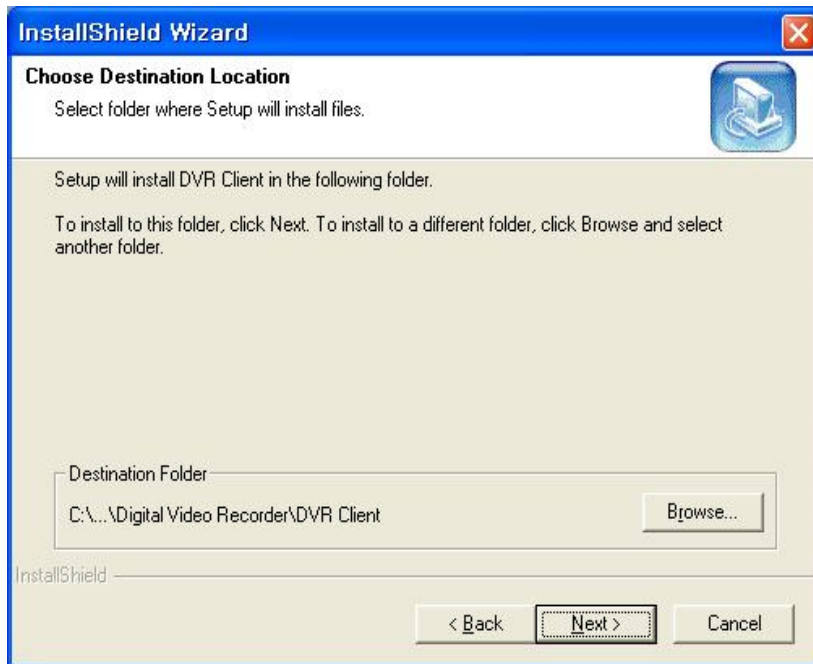 InstallShield Wizard
Choose Destination Location
Select folder where Setup will install files.
Setup will install DVR Client in the following folder.
To install to this folder, click Next. To install to a different folder, click Browse and select
another folder.
Destination Folder
C:\...\Digital Video Recorder\DVR Client
Browse...
InstallShield
< Back
Next >
Cancel